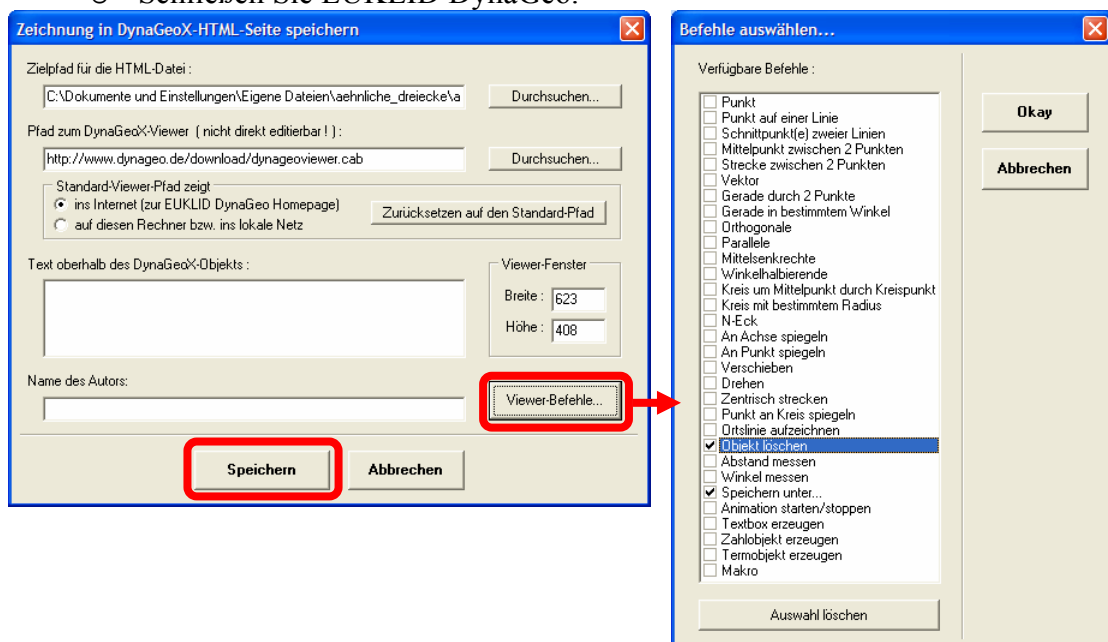 o Schließen Sie EUKLID DynaGeo.
Zeichnung in DynaGeoX-HTML-Seite speichern
Zielpfad für die HTML-Datei :
C:\Dokumente und Einstellungen\Eigene Dateien\aehnliche_dreiecke\a
Durchsuchen...
Pfad zum DynaGeoX-Viewer ( nicht direkt editierbar ! ) :
http://www.dynageo.de/download/dynageoviewer.cab
Durchsuchen...
Standard-Viewer-Pfad zeigt
ins Internet (zur EUKLID DynaGeo Homepage)
auf diesen Rechner bzw. ins lokale Netz
Zurücksetzen auf den Standard-Pfad
Text oberhalb des DynaGeoX-Objekts :
Viewer-Fenster
Breite : 623
Höhe : 408
Name des Autors:
Viewer-Befehle...
Speichern
Abbrechen
Befehle auswählen...
Verfügbare Befehle :
Punkt
Punkt auf einer Linie
Schnittpunkt(e) zweier Linien
Mittelpunkt zwischen 2 Punkten
Strecke zwischen 2 Punkten
Vektor
Gerade durch 2 Punkte
Gerade in bestimmtem Winkel
Orthogonale
Parallele
Mittelsenkrechte
Winkelhalbierende
Kreis um Mittelpunkt durch Kreispunkt
Kreis mit bestimmtem Radius
N-Eck
An Achse spiegeln
An Punkt spiegeln
Verschieben
Drehen
Zentrisch strecken
Punkt an Kreis spiegeln
Ortslinie aufzeichnen
Objekt löschen
Abstand messen
Winkel messen
Speichern unter...
Animation starten/stoppen
Textbox erzeugen
Zahlobjekt erzeugen
Termobjekt erzeugen
Makro
Okay
Abbrechen
Auswahl löschen